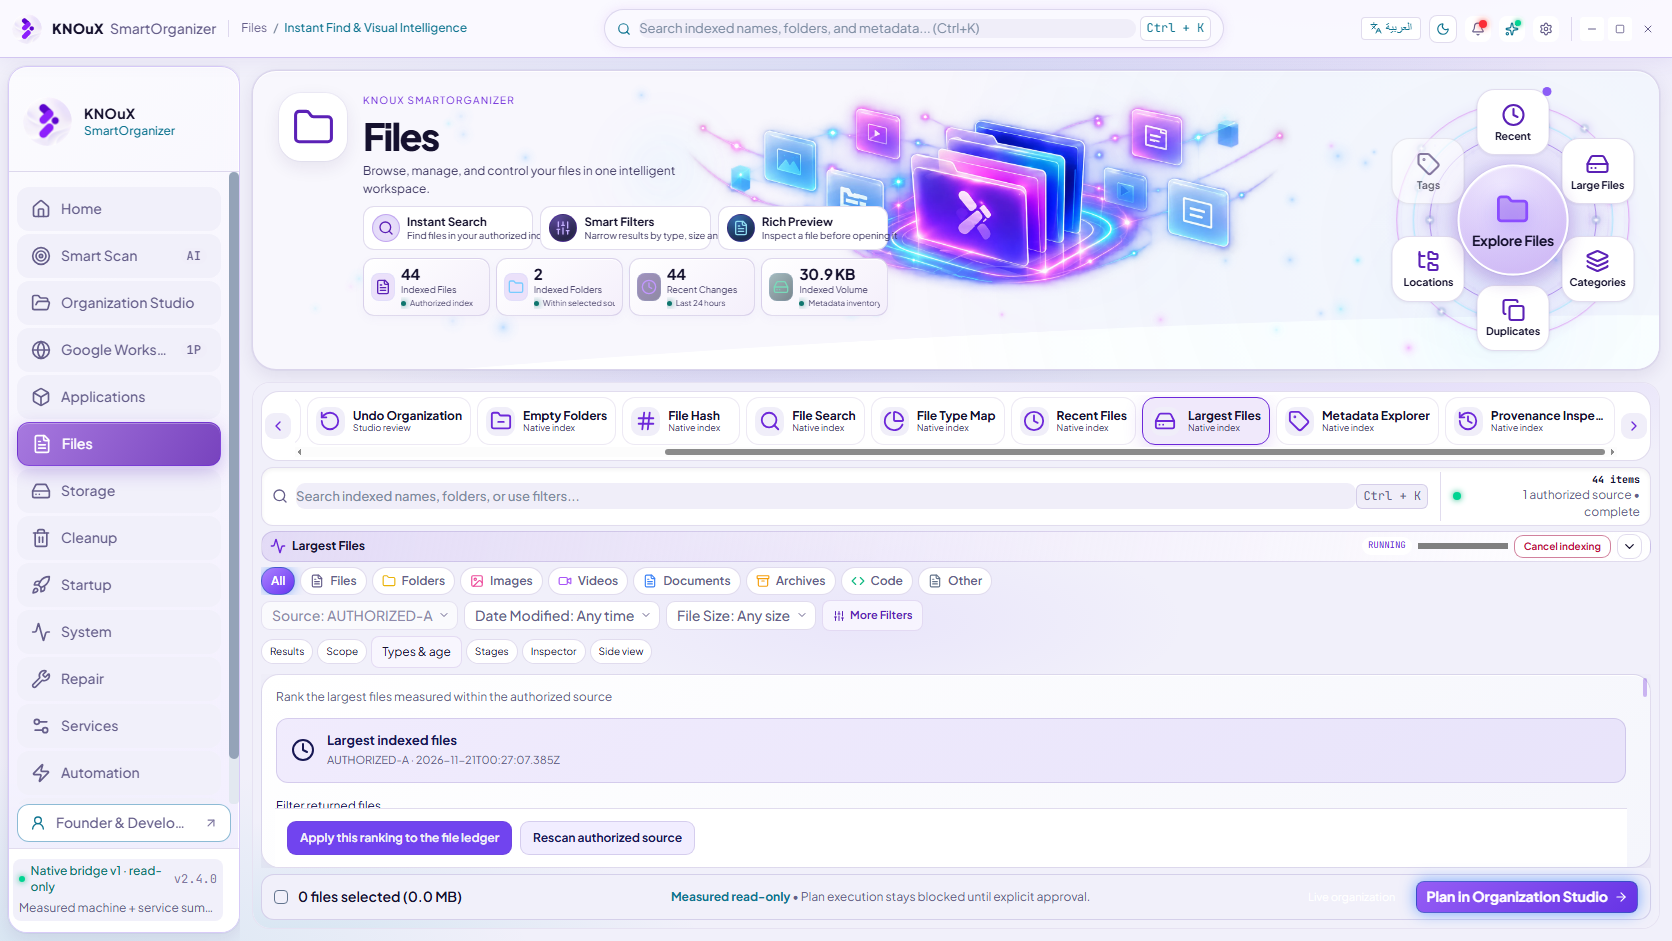 KNOuX SmartOrganizer
Files / Instant Find & Visual Intelligence
Search indexed names, folders, and metadata... (Ctrl+K)
Ctrl + K
العربية
KNOuX
SmartOrganizer
Home
Smart Scan AI
Organization Studio
Google Works... 1P
Applications
Files
Storage
Cleanup
Startup
System
Repair
Services
Automation
Founder & Develo...
Native bridge v1 · read-only
v2.4.0
Measured machine + service sum...
KNOUX SMARTORGANIZER
Files
Browse, manage, and control your files in one intelligent
workspace.
Instant Search
Find files in your authorized ind
Smart Filters
Narrow results by type, size an
Rich Preview
Inspect a file before opening it
44
Indexed Files
Authorized index
2
Indexed Folders
Within selected sou
44
Recent Changes
Last 24 hours
30.9 KB
Indexed Volume
Metadata inventory
Recent
Tags
Large Files
Explore Files
Locations
Categories
Duplicates
Undo Organization
Studio review
Empty Folders
Native index
File Hash
Native index
File Search
Native index
File Type Map
Native index
Recent Files
Native index
Largest Files
Native index
Metadata Explorer
Native index
Provenance Inspe...
Native index
Search indexed names, folders, or use filters...
Ctrl + K
44 items
1 authorized source •
complete
Largest Files
RUNNING
Cancel indexing
All
Files
Folders
Images
Videos
Documents
Archives
Code
Other
Source: AUTHORIZED-A
Date Modified: Any time
File Size: Any size
More Filters
Results
Scope
Types & age
Stages
Inspector
Side view
Rank the largest files measured within the authorized source
Largest indexed files
AUTHORIZED-A · 2026-11-21T00:27:07.385Z
Filter returned files
Apply this ranking to the file ledger
Rescan authorized source
0 files selected (0.0 MB)
Measured read-only • Plan execution stays blocked until explicit approval.
Live organization
Plan in Organization Studio